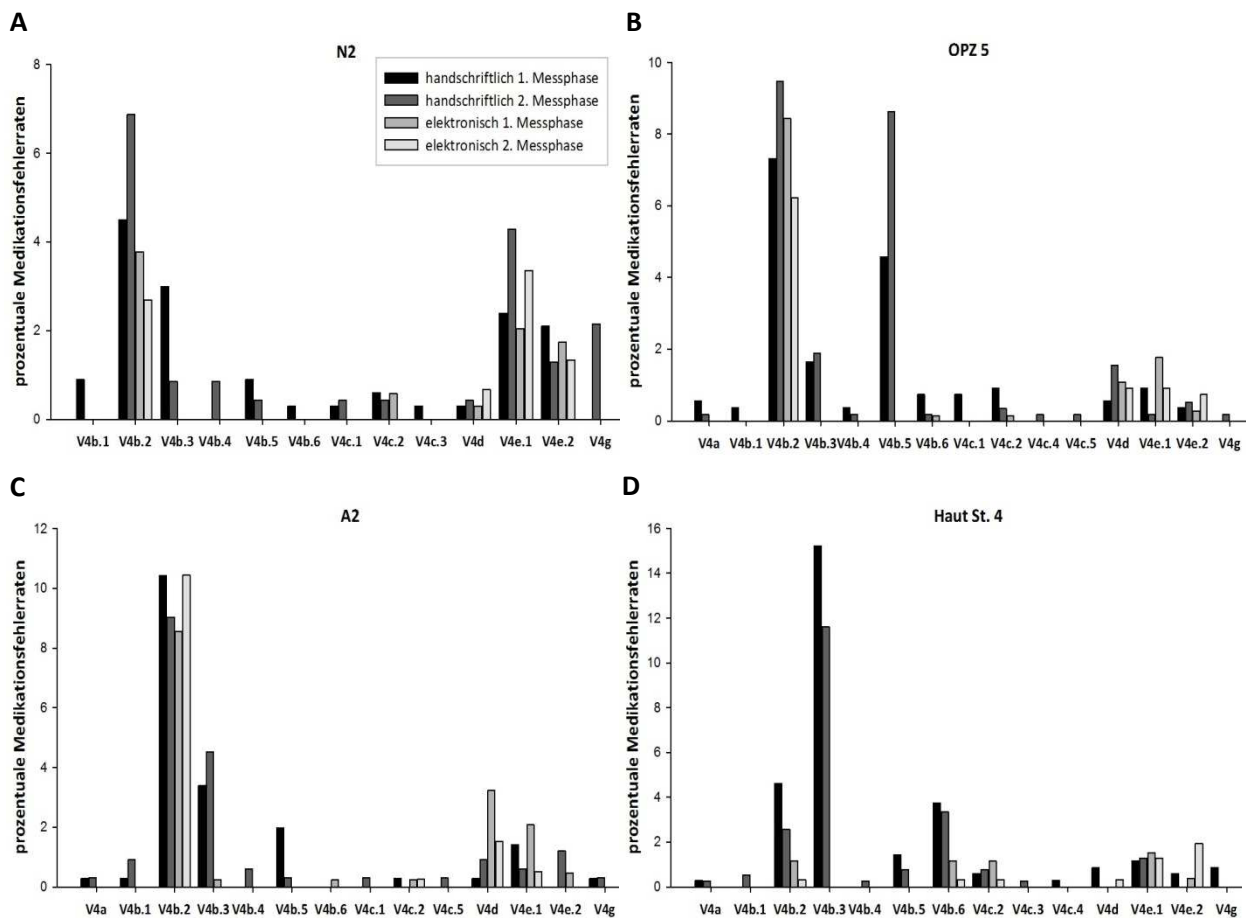 A
N2
prozentuale Medikationsfehlerraten
8
6
4
2
0
handschriftlich 1. Messphase
handschriftlich 2. Messphase
elektronisch 1. Messphase
elektronisch 2. Messphase
V4b.1 V4b.2 V4b.3 V4b.4 V4b.5 V4b.6 V4c.1 V4c.2 V4c.3 V4d V4e.1 V4e.2 V4g
B
OPZ 5
prozentuale Medikationsfehlerraten
10
8
6
4
2
0
V4a V4b.1 V4b.2 V4b.3 V4b.4 V4b.5 V4b.6 V4c.1 V4c.2 V4c.4 V4c.5 V4d V4e.1 V4e.2 V4g
C
A2
prozentuale Medikationsfehlerraten
12
10
8
6
4
2
0
V4a V4b.1 V4b.2 V4b.3 V4b.4 V4b.5 V4b.6 V4c.1 V4c.2 V4c.5 V4d V4e.1 V4e.2 V4g
D
Haut St. 4
prozentuale Medikationsfehlerraten
16
14
12
10
8
6
4
2
0
V4a V4b.1 V4b.2 V4b.3 V4b.4 V4b.5 V4b.6 V4c.2 V4c.3 V4c.4 V4d V4e.1 V4e.2 V4g